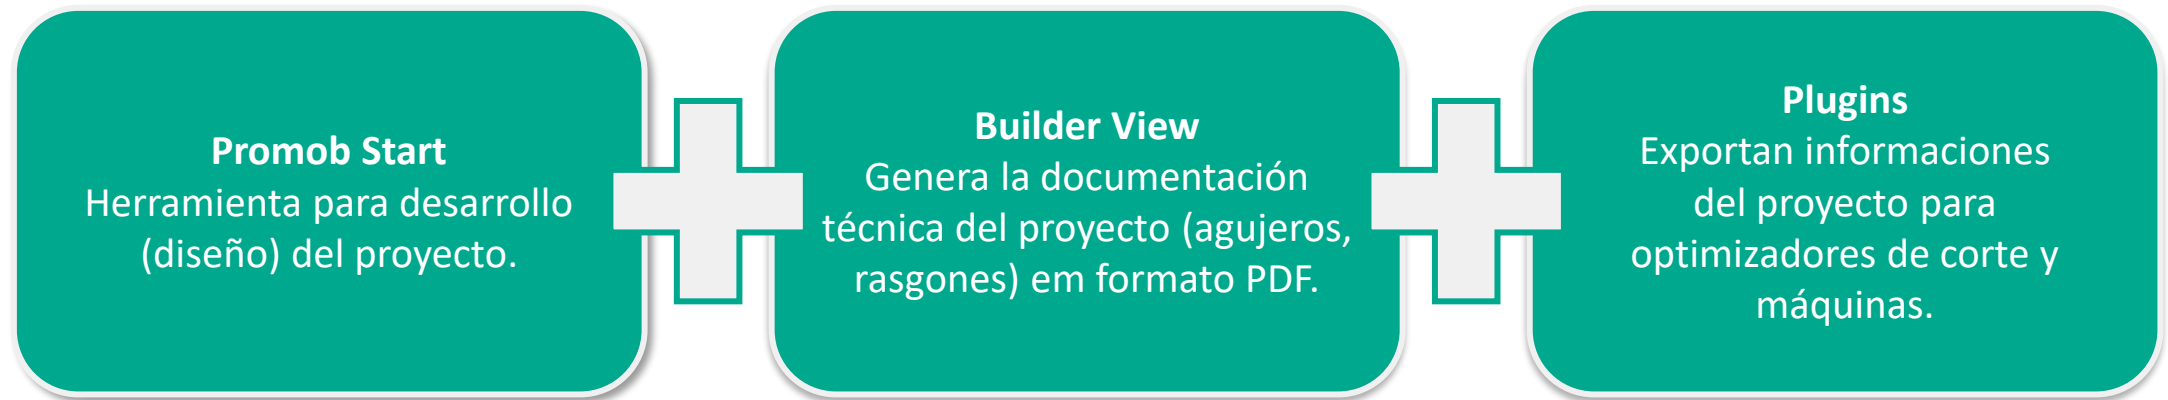 Promob Start
Herramienta para desarrollo
(diseño) del proyecto.
Builder View
Genera la documentación
técnica del proyecto (agujeros,
rasgones) em formato PDF.
Plugins
Exportan informaciones
del proyecto para
optimizadores de corte y
máquinas.